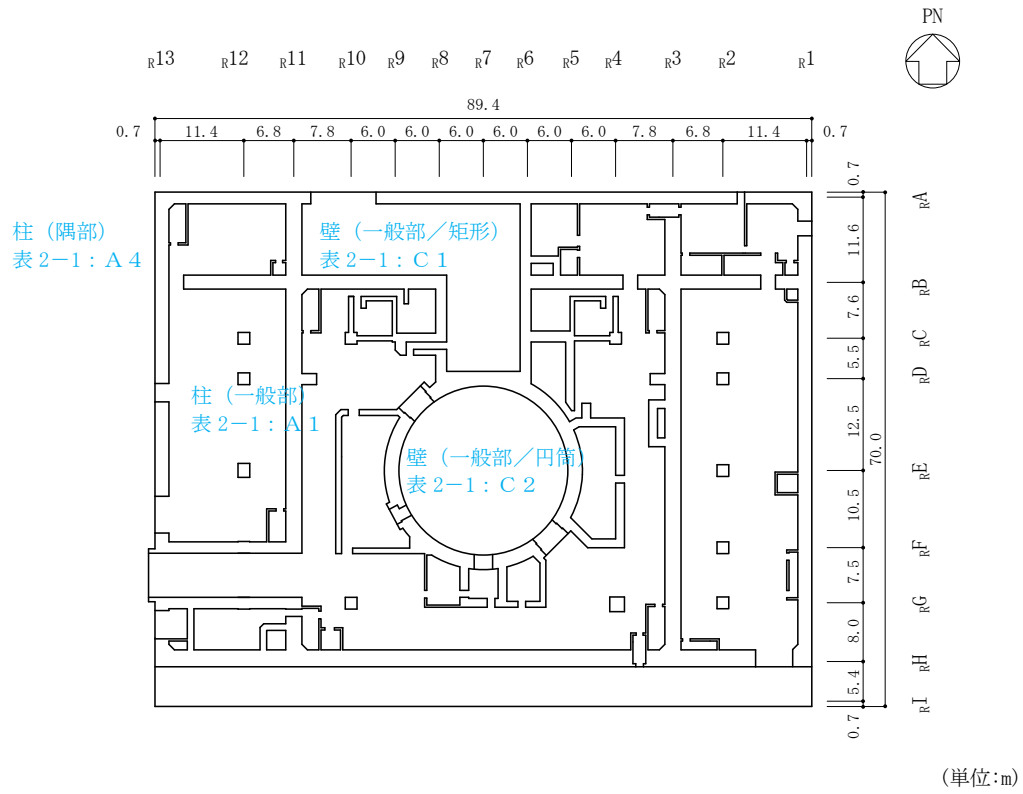 PN
R13 R12 R11 R10 R9 R8 R7 R6 R5 R4 R3 R2 R1
89.4
0.7 11.4 6.8 7.8 6.0 6.0 6.0 6.0 6.0 6.0 7.8 6.8 11.4 0.7
0.7
RA
柱（隅部）
表2－1：A4
壁（一般部／矩形）
表2－1：C1
11.6
RB
7.6
RC
5.5
RD
柱（一般部）
表2－1：A1
12.5
70.0
壁（一般部／円筒）
表2－1：C2
RE
10.5
RF
7.5
RG
8.0
RH
5.4
RI
0.7
(単位:m)